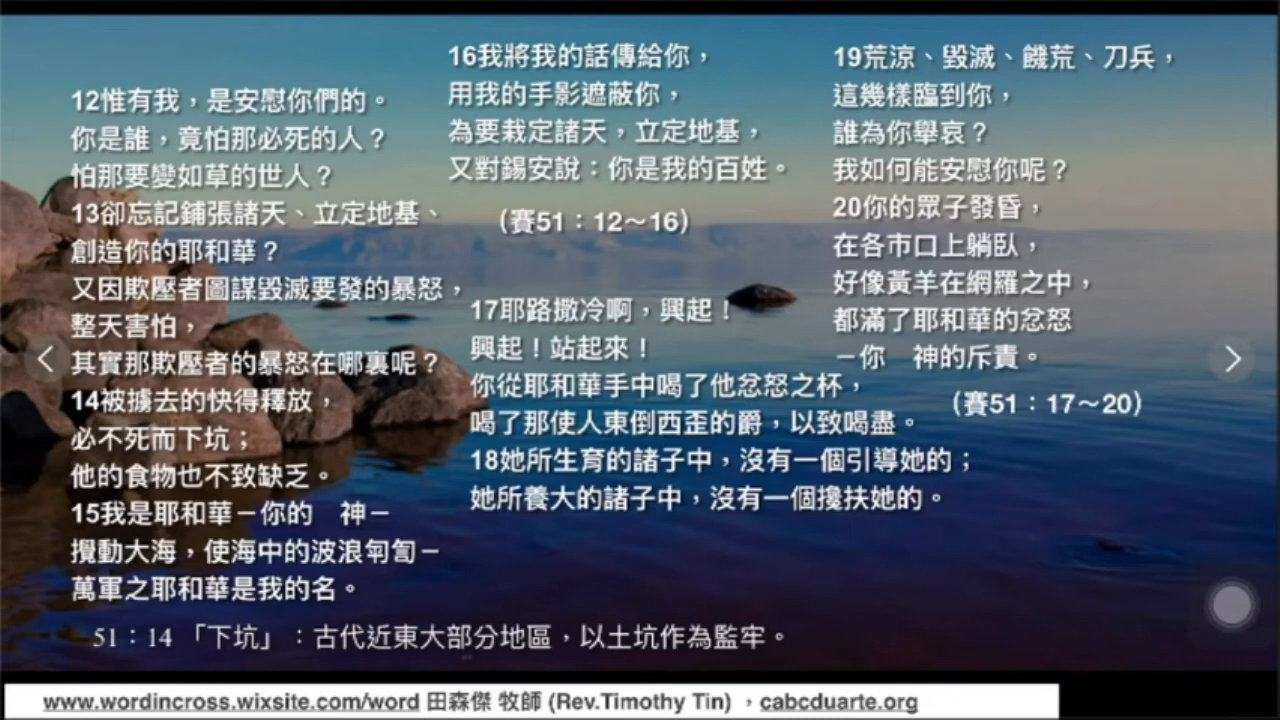 12惟有我，是安慰你們的。
你是誰，竟怕那必死的人？
怕那要變如草的世人？
13卻忘記鋪張諸天、立定地基、
創造你的耶和華？
又因欺壓者圖謀毀滅要發的暴怒，
整天害怕，
其實那欺壓者的暴怒在哪裏呢？
14被擄去的快得釋放，
必不死而下坑；
他的食物也不致缺乏。
15我是耶和華－你的　神－
攪動大海，使海中的波浪匉訇－
萬軍之耶和華是我的名。
16我將我的話傳給你，
用我的手影遮蔽你，
為要栽定諸天，立定地基，
又對錫安說：你是我的百姓。
（賽51：12～16）
17耶路撒冷啊，興起！
興起！站起來！
你從耶和華手中喝了他忿怒之杯，
喝了那使人東倒西歪的爵，以致喝盡。
18她所生育的諸子中，沒有一個引導她的；
她所養大的諸子中，沒有一個攙扶她的。
19荒涼、毀滅、饑荒、刀兵，
這幾樣臨到你，
誰為你舉哀？
我如何能安慰你呢？
20你的眾子發昏，
在各市口上躺臥，
好像黃羊在網羅之中，
都滿了耶和華的忿怒
－你　神的斥責。
（賽51：17～20）
51：14 「下坑」：古代近東大部分地區，以土坑作為監牢。
www.wordincross.wixsite.com/word 田森傑 牧師 (Rev.Timothy Tin) ，cabcduarte.org